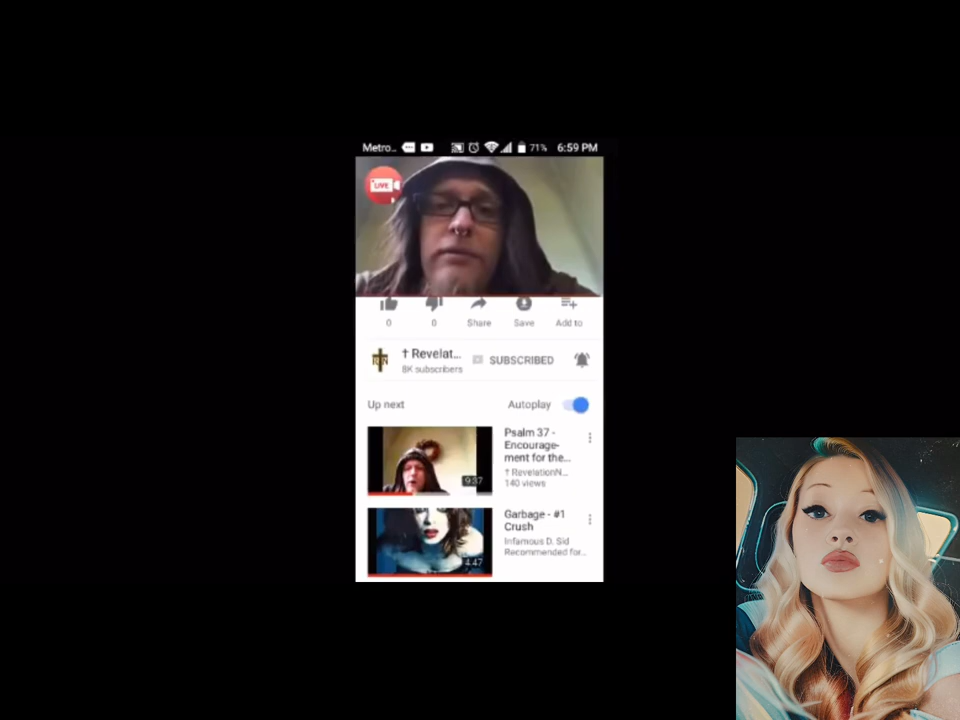 Metro... 71% 6:59 PM
LIVE
0 0 Share Save Add to
† Revelat... SUBSCRIBED
8K subscribers
Up next Autoplay
Psalm 37 -
Encourage-
ment for the...
† RevelationN...
140 views
9:37
Garbage - #1
Crush
Infamous D. Sid
Recommended for...
4:47